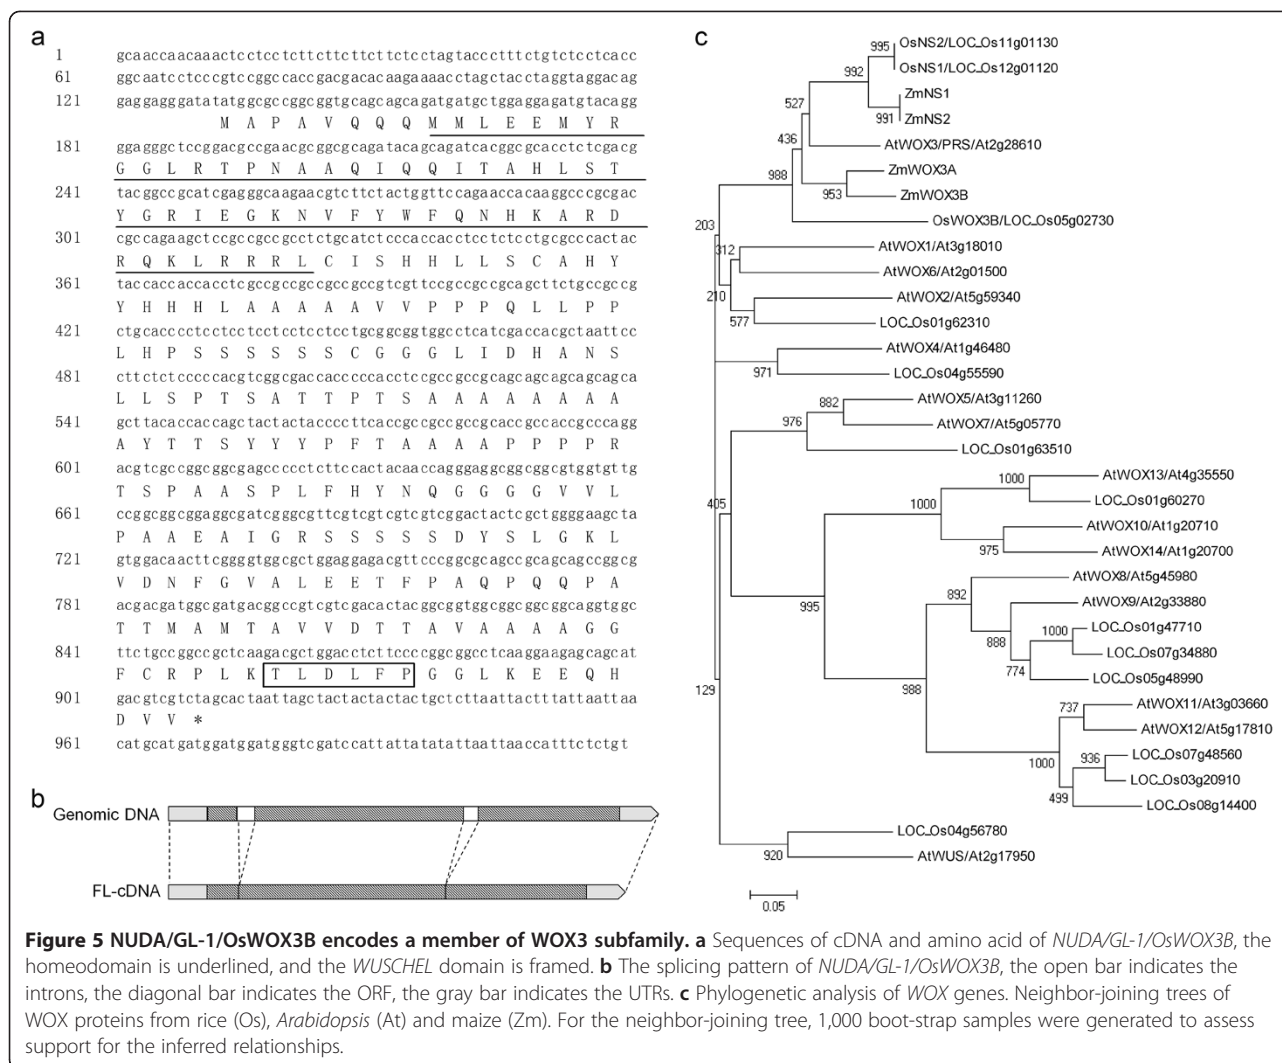 a
1 gcaaccaacaaactcctcctcttcttcttcttctcctagtacccctttctgtctcctcacc
61 ggcaatcctcccgtccggccaccgacgacacaagaaaacctagctacctaggtaggacag
121 gaggagggatatatggcgccggcggtgcagcagcagatgatgctggaggagatgtacagg
M A P A V Q Q Q M M L E E M Y R
181 ggagggctccggacgccgaacgcggcgcagatacagcagatcacggcgcacctctcgacg
G G L R T P N A A Q I Q Q I T A H L S T
241 tacggccgcatcgagggcaagaacgtcttctactggttccagaaccacaaggcccgcgac
Y G R I E G K N V F Y W F Q N H K A R D
301 cgccagaagctccgccgccgcctctgcatctcccaccacctcctctcctgcgcccactac
R Q K L R R R L C I S H H L L S C A H Y
361 taccaccaccacctcgccgccgccgccgccgccgtcgttccgccgccgcagcttctgccgccg
Y H H H L A A A A A V V P P P Q L L P P
421 ctgcacccctcctcctcctcctcctcctgcggcggtggcctcatcgaccacgctaattcc
L H P S S S S S S C G G G L I D H A N S
481 cttctctcccccacgtcggcgaccacccccacctccgccgccgcagcagcagcagcagca
L L S P T S A T T P T S A A A A A A A A
541 gcttacaccaccagctactactacccccttcaccgccgccgccgcaccgccaccgcccagg
A Y T T S Y Y Y P F T A A A A P P P P R
601 acgtcgccggcggcgagccccctcttccactacaaccagggaggcggcggcgtggtgttg
T S P A A S P L F H Y N Q G G G G V V L
661 ccggcggcggaggcgatcgggcgttcgtcgtcgtcgtcggactactcgctggggaagcta
P A A E A I G R S S S S S D Y S L G K L
721 gtggacaacttcggggtggcgctggaggagacgttcccggcgcagccgcagcagccggcg
V D N F G V A L E E T F P A Q P Q Q P A
781 acgacgatggcgatgacggccgtcgtcgacactacggcggtggcggcggcggcaggtggc
T T M A M T A V V D T T A V A A A A G G
841 ttctgccggccgctcaagacgctggacctcttccccggcggcctcaaggaagagcagcat
F C R P L K T L D L F P G G L K E E Q H
901 gacgtcgtctagcactaattagctactactactactgctcttaattactttattaattaa
D V V *
961 catgcatgatggatggatgggtcgatccattattatatattaattaaccatttctctgt
b
Genomic DNA
FL-cDNA
c
995 OsNS2/LOC_Os11g01130
OsNS1/LOC_Os12g01120
992
ZmNS1
991 ZmNS2
527
AtWOX3/PRS/At2g28610
436
ZmWOX3A
988
953 ZmWOX3B
OsWOX3B/LOC_Os05g02730
203
312 AtWOX1/At3g18010
AtWOX6/At2g01500
210
AtWOX2/At5g59340
577 LOC_Os01g62310
AtWOX4/At1g46480
971 LOC_Os04g55590
882 AtWOX5/At3g11260
976
AtWOX7/At5g05770
LOC_Os01g63510
405
1000 AtWOX13/At4g35550
LOC_Os01g60270
1000
AtWOX10/At1g20710
975 AtWOX14/At1g20700
995
892 AtWOX8/At5g45980
AtWOX9/At2g33880
888 1000 LOC_Os01g47710
LOC_Os07g34880
774 LOC_Os05g48990
129
988
737 AtWOX11/At3g03660
AtWOX12/At5g17810
1000
936 LOC_Os07g48560
LOC_Os03g20910
499 LOC_Os08g14400
LOC_Os04g56780
920 AtWUS/At2g17950
0.05
Figure 5 NUDA/GL-1/OsWOX3B encodes a member of WOX3 subfamily. a Sequences of cDNA and amino acid of NUDA/GL-1/OsWOX3B, the
homeodomain is underlined, and the WUSCHEL domain is framed. b The splicing pattern of NUDA/GL-1/OsWOX3B, the open bar indicates the
introns, the diagonal bar indicates the ORF, the gray bar indicates the UTRs. c Phylogenetic analysis of WOX genes. Neighbor-joining trees of
WOX proteins from rice (Os), Arabidopsis (At) and maize (Zm). For the neighbor-joining tree, 1,000 boot-strap samples were generated to assess
support for the inferred relationships.